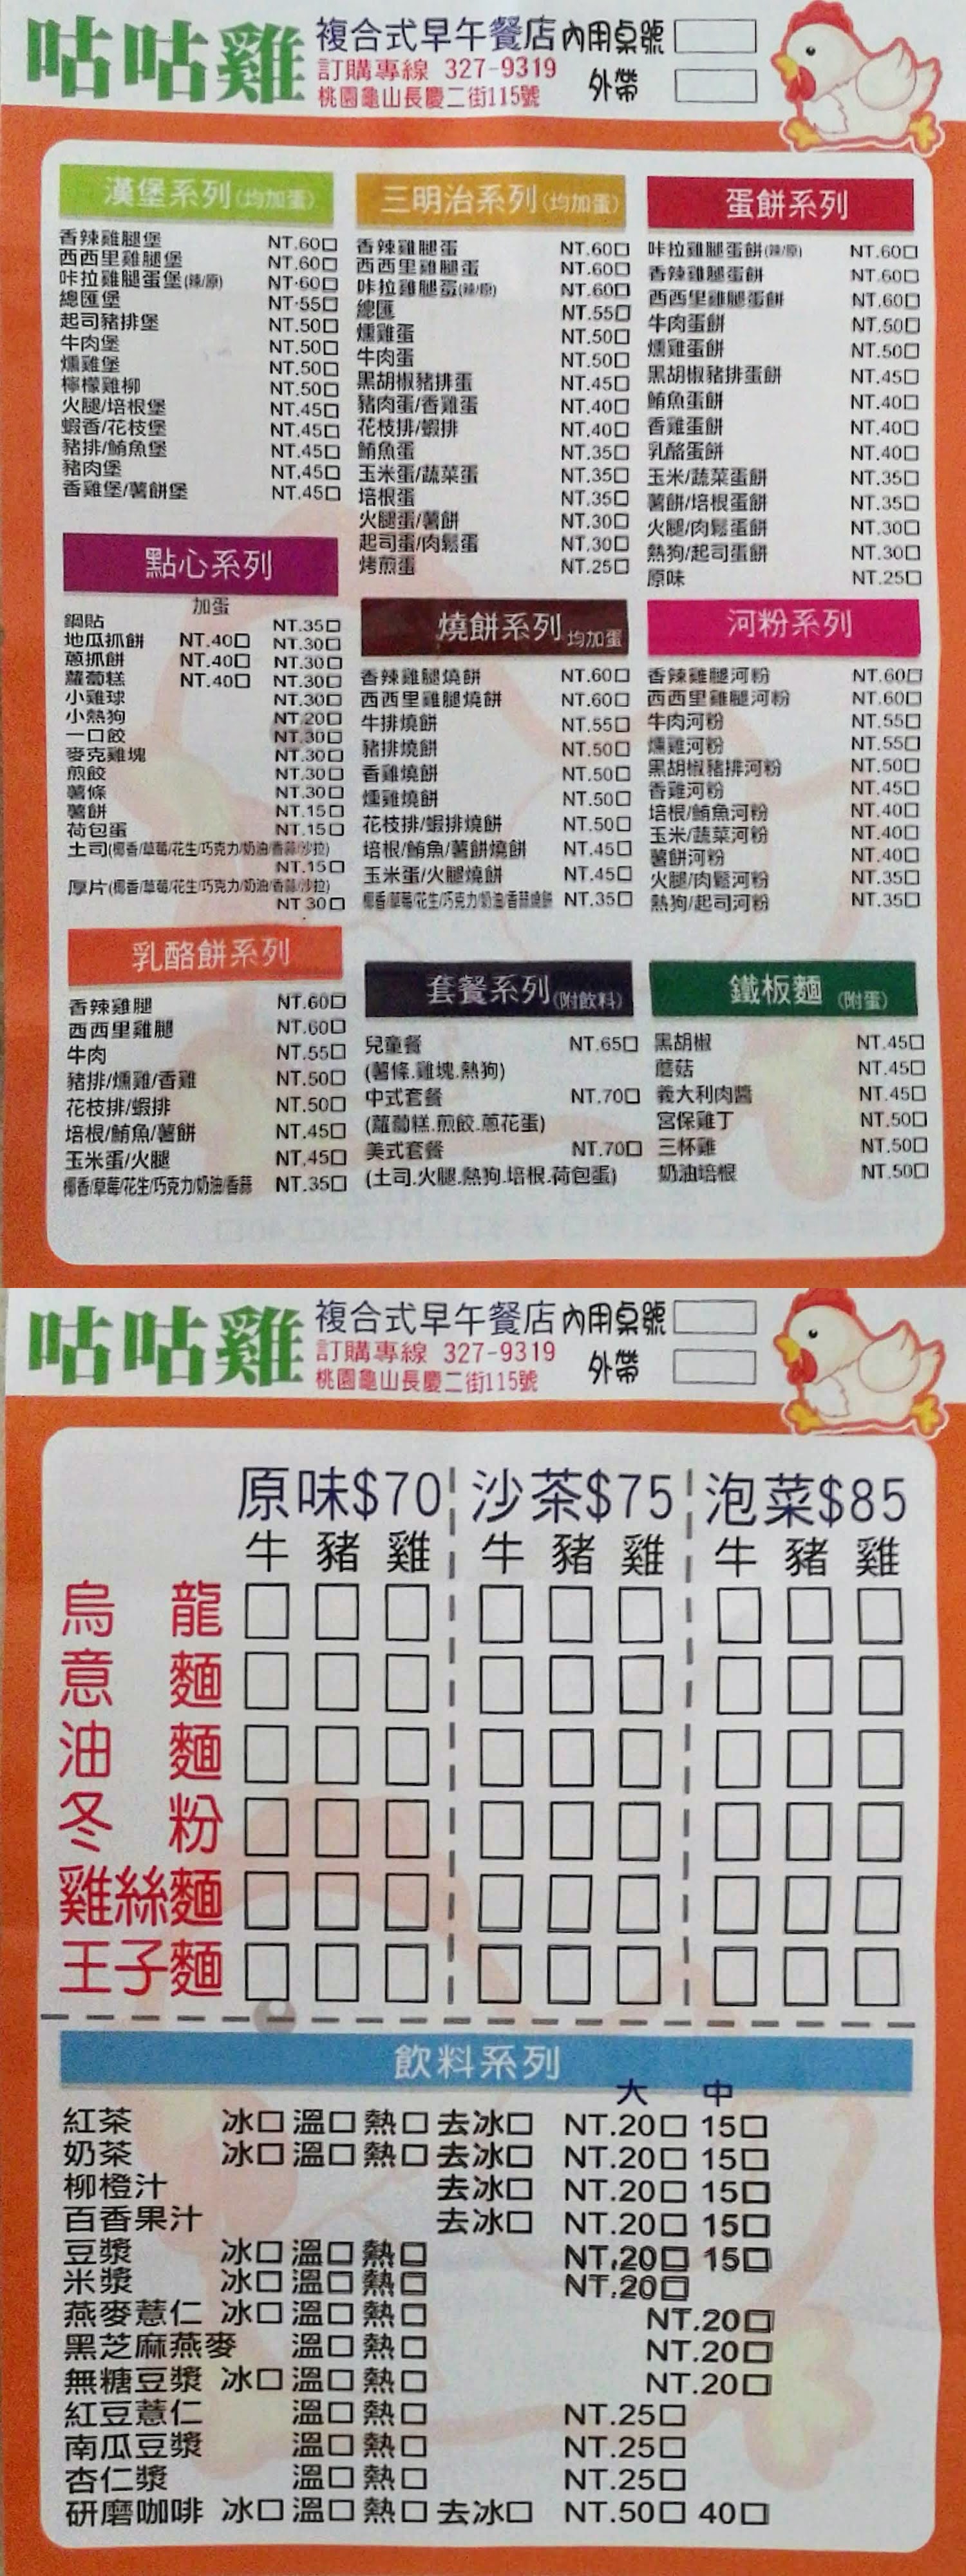 咕咕雞
複合式早午餐店 內用桌號
訂購專線 327-9319
外帶
桃園龜山長慶二街115號
漢堡系列(均加蛋)
香辣雞腿堡 NT.60□
西西里雞腿堡 NT.60□
咔拉雞腿蛋堡(辣/原) NT.60□
總匯堡 NT.55□
起司豬排堡 NT.50□
牛肉堡 NT.50□
燻雞堡 NT.50□
檸檬雞柳 NT.50□
火腿/培根堡 NT.45□
蝦香/花枝堡 NT.45□
豬排/鮪魚堡 NT.45□
豬肉堡 NT.45□
香雞堡/薯餅堡 NT.45□
三明治系列(均加蛋)
香辣雞腿蛋 NT.60□
西西里雞腿蛋 NT.60□
咔拉雞腿蛋(辣/原) NT.60□
總匯 NT.55□
燻雞蛋 NT.50□
牛肉蛋 NT.50□
黑胡椒豬排蛋 NT.45□
豬肉蛋/香雞蛋 NT.40□
花枝排/蝦排 NT.40□
鮪魚蛋 NT.35□
玉米蛋/蔬菜蛋 NT.35□
培根蛋 NT.35□
火腿蛋/薯餅 NT.30□
起司蛋/肉鬆蛋 NT.30□
烤煎蛋 NT.25□
蛋餅系列
咔拉雞腿蛋餅(辣/原) NT.60□
香辣雞腿蛋餅 NT.60□
西西里雞腿蛋餅 NT.60□
牛肉蛋餅 NT.50□
燻雞蛋餅 NT.50□
黑胡椒豬排蛋餅 NT.45□
鮪魚蛋餅 NT.40□
香雞蛋餅 NT.40□
乳酪蛋餅 NT.40□
玉米/蔬菜蛋餅 NT.35□
薯餅/培根蛋餅 NT.35□
火腿/肉鬆蛋餅 NT.30□
熱狗/起司蛋餅 NT.30□
原味 NT.25□
點心系列
加蛋
鍋貼 NT.35□
地瓜抓餅 NT.40□ NT.30□
蔥抓餅 NT.40□ NT.30□
蘿蔔糕 NT.40□ NT.30□
小雞球 NT.30□
小熱狗 NT.20□
一口餃 NT.30□
麥克雞塊 NT.30□
煎餃 NT.30□
薯條 NT.30□
薯餅 NT.15□
荷包蛋 NT.15□
土司(椰香/草莓/花生/巧克力/奶油/香蒜/沙拉)
NT.15□
厚片(椰香/草莓/花生/巧克力/奶油/香蒜/沙拉)
NT 30□
燒餅系列 均加蛋
香辣雞腿燒餅 NT.60□
西西里雞腿燒餅 NT.60□
牛排燒餅 NT.55□
豬排燒餅 NT.50□
香雞燒餅 NT.50□
燻雞燒餅 NT.50□
花枝排/蝦排燒餅 NT.50□
培根/鮪魚/薯餅燒餅 NT.45□
玉米蛋/火腿燒餅 NT.45□
椰香/草莓/花生/巧克力/奶油/香蒜燒餅 NT.35□
河粉系列
香辣雞腿河粉 NT.60□
西西里雞腿河粉 NT.60□
牛肉河粉 NT.55□
燻雞河粉 NT.55□
黑胡椒豬排河粉 NT.50□
香雞河粉 NT.45□
培根/鮪魚河粉 NT.40□
玉米/蔬菜河粉 NT.40□
薯餅河粉 NT.40□
火腿/肉鬆河粉 NT.35□
熱狗/起司河粉 NT.35□
乳酪餅系列
香辣雞腿 NT.60□
西西里雞腿 NT.60□
牛肉 NT.55□
豬排/燻雞/香雞 NT.50□
花枝排/蝦排 NT.50□
培根/鮪魚/薯餅 NT.45□
玉米蛋/火腿 NT.45□
椰香/草莓/花生/巧克力/奶油/香蒜 NT.35□
套餐系列(附飲料)
兒童餐 NT.65□
(薯條.雞塊.熱狗)
中式套餐 NT.70□
(蘿蔔糕.煎餃.蔥花蛋)
美式套餐 NT.70□
(土司.火腿.熱狗.培根.荷包蛋)
鐵板麵 (附蛋)
黑胡椒 NT.45□
蘑菇 NT.45□
義大利肉醬 NT.45□
宮保雞丁 NT.50□
三杯雞 NT.50□
奶油培根 NT.50□
咕咕雞
複合式早午餐店 內用桌號
訂購專線 327-9319
外帶
桃園龜山長慶二街115號
原味$70 沙茶$75 泡菜$85
牛 豬 雞 牛 豬 雞 牛 豬 雞
烏龍 □ □ □ □ □ □ □ □ □
意麵 □ □ □ □ □ □ □ □ □
油麵 □ □ □ □ □ □ □ □ □
冬粉 □ □ □ □ □ □ □ □ □
雞絲麵 □ □ □ □ □ □ □ □ □
王子麵 □ □ □ □ □ □ □ □ □
飲料系列
大 中
紅茶 冰□ 溫□ 熱□ 去冰□ NT.20□ 15□
奶茶 冰□ 溫□ 熱□ 去冰□ NT.20□ 15□
柳橙汁 去冰□ NT.20□ 15□
百香果汁 去冰□ NT.20□ 15□
豆漿 冰□ 溫□ 熱□ NT.20□ 15□
米漿 冰□ 溫□ 熱□ NT.20□
燕麥薏仁 冰□ 溫□ 熱□ NT.20□
黑芝麻燕麥 溫□ 熱□ NT.20□
無糖豆漿 冰□ 溫□ 熱□ NT.20□
紅豆薏仁 溫□ 熱□ NT.25□
南瓜豆漿 溫□ 熱□ NT.25□
杏仁漿 溫□ 熱□ NT.25□
研磨咖啡 冰□ 溫□ 熱□ 去冰□ NT.50□ 40□